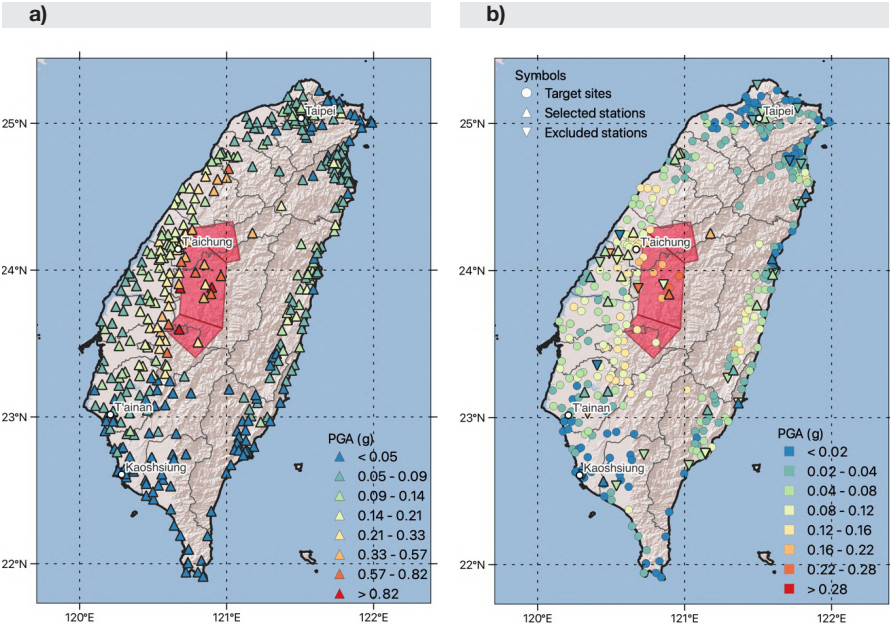 a)
25°N
24°N
23°N
22°N
120°E
121°E
122°E
Taipei
T'aichung
T'ainan
Kaoshsiung
PGA (g)
< 0.05
0.05 - 0.09
0.09 - 0.14
0.14 - 0.21
0.21 - 0.33
0.33 - 0.57
0.57 - 0.82
> 0.82
b)
Symbols
Target sites
Selected stations
Excluded stations
25°N
24°N
23°N
22°N
120°E
121°E
122°E
Taipei
T'aichung
T'ainan
Kaoshsiung
PGA (g)
< 0.02
0.02 - 0.04
0.04 - 0.08
0.08 - 0.12
0.12 - 0.16
0.16 - 0.22
0.22 - 0.28
> 0.28